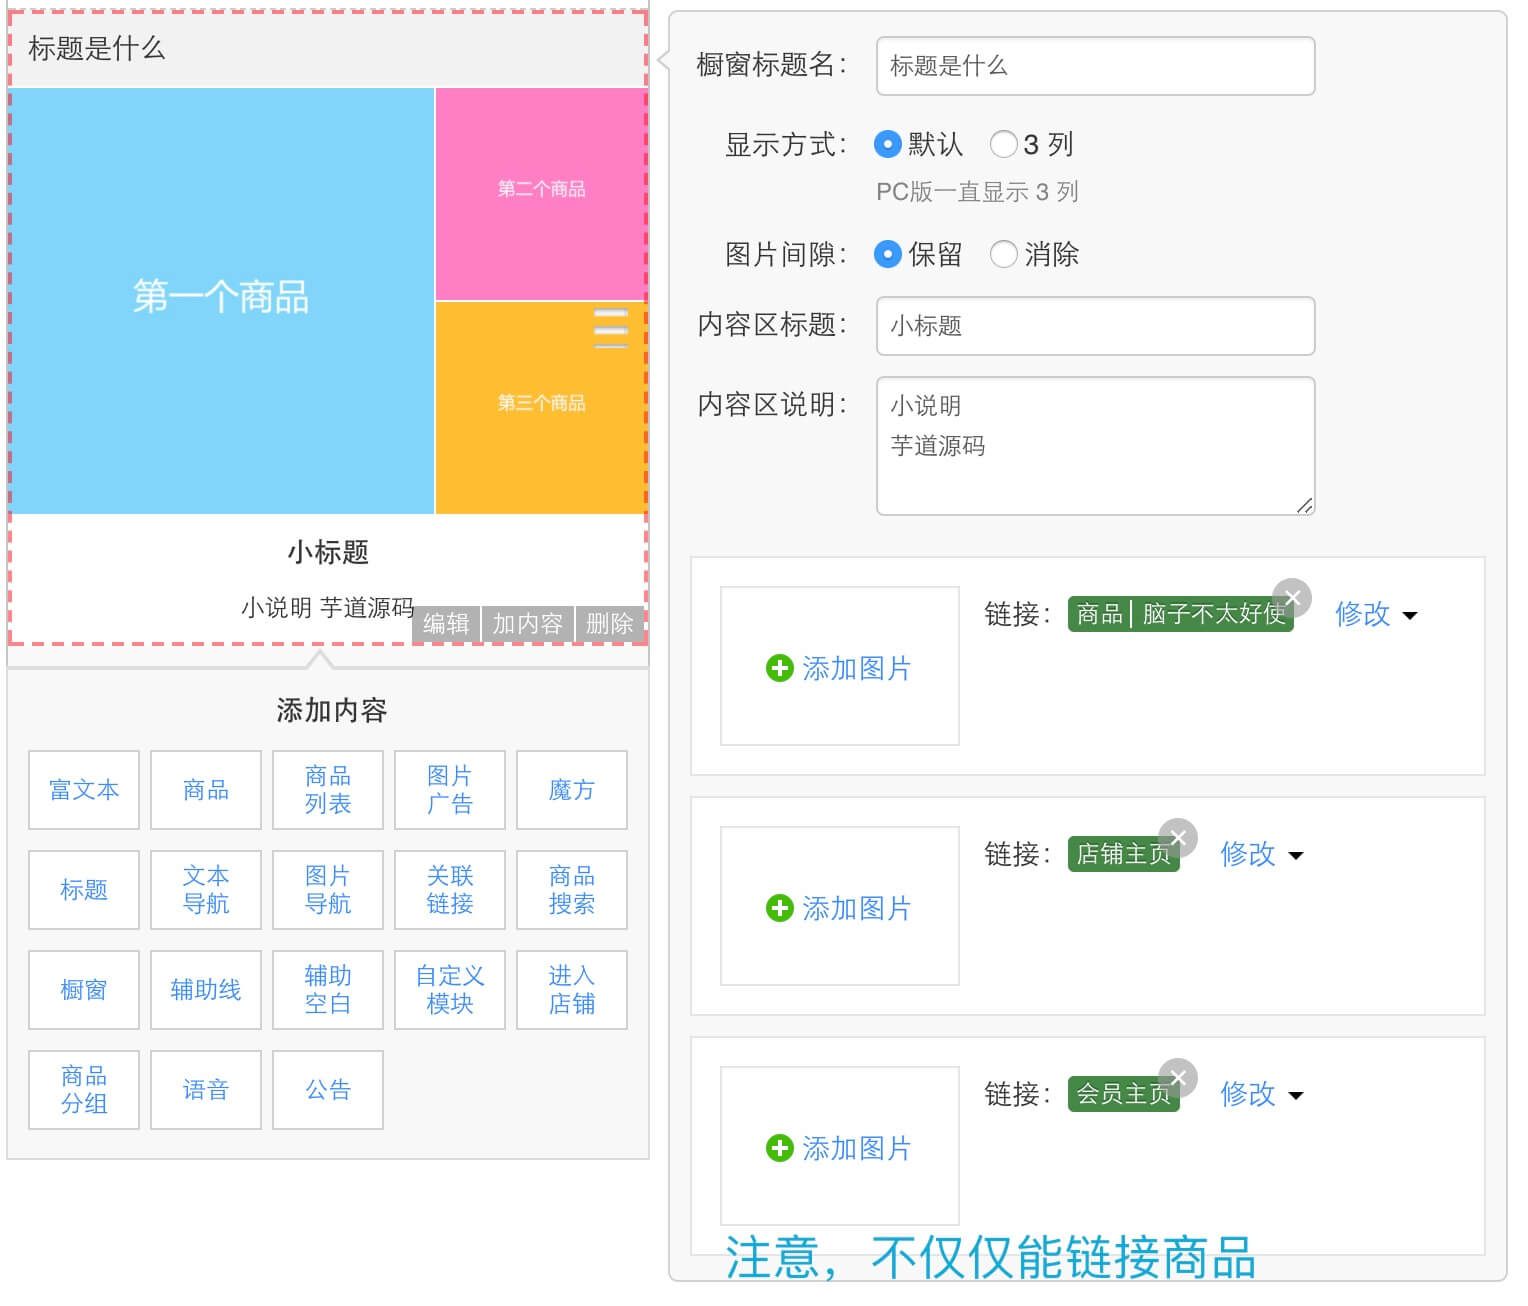 标题是什么
第一个商品
第二个商品
第三个商品
小标题
小说明 芋道源码
编辑 加内容 删除
添加内容
富文本
商品
商品
列表
图片
广告
魔方
标题
文本
导航
图片
导航
关联
链接
商品
搜索
橱窗
辅助线
辅助
空白
自定义
模块
进入
店铺
商品
分组
语音
公告
橱窗标题名： 标题是什么
显示方式： 默认 3 列
PC版一直显示 3 列
图片间隙： 保留 消除
内容区标题： 小标题
内容区说明： 小说明
芋道源码
添加图片
链接： 商品 | 脑子不太好使 修改
添加图片
链接： 店铺主页 修改
添加图片
链接： 会员主页 修改
注意，不仅仅能链接商品